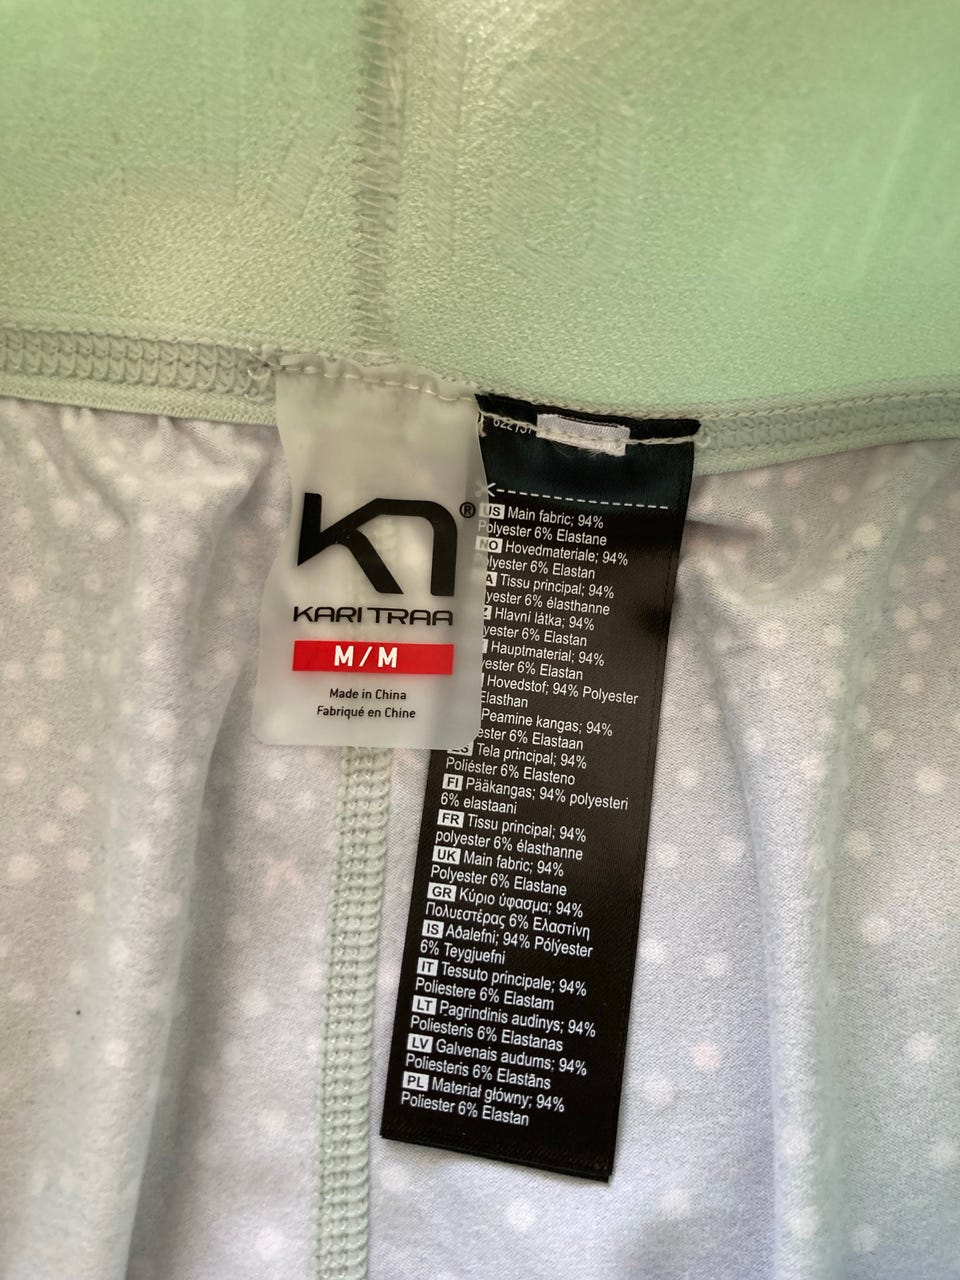 KARI TRAA
®
M/M
Made in China
Fabriqué en Chine
US Main fabric; 94%
Polyester 6% Elastane
NO Hovedmateriale; 94%
6% Elastan
Tissu principal; 94%
6% élasthanne
Hlavní látka; 94%
6% Elastan
Hauptmaterial; 94%
6% Elastan
Hovedstof; 94% Polyester
Elasthan
Peamine kangas; 94%
6% Elastaan
ES Tela principal; 94%
Poliéster 6% Elasteno
FI Pääkangas; 94% polyesteri
6% elastaani
FR Tissu principal; 94%
polyester 6% élasthanne
UK Main fabric; 94%
Polyester 6% Elastane
GR Κύριο ύφασμα; 94%
Πολυεστέρας 6% Ελαστίνη
IS Aðalefni; 94% Pólýester
6% Teygjuefni
IT Tessuto principale; 94%
Poliestere 6% Elastam
LT Pagrindinis audinys; 94%
Poliesteris 6% Elastanas
LV Galvenais audums; 94%
Poliesteris 6% Elastāns
PL Materiał główny; 94%
Poliester 6% Elastan